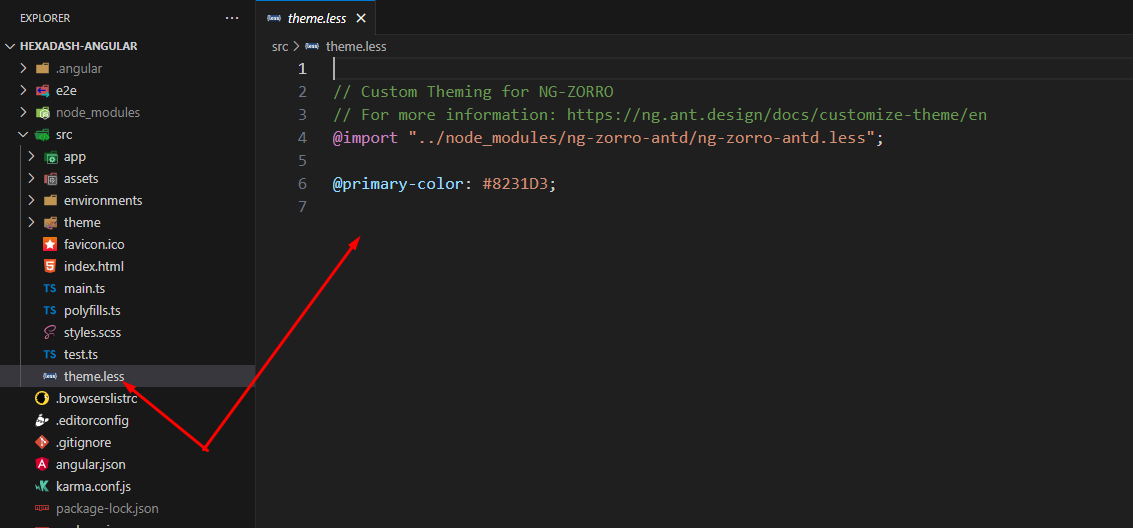 EXPLORER
···
HEXADASH-ANGULAR
.angular
e2e
node_modules
src
app
assets
environments
theme
favicon.ico
index.html
TS main.ts
TS polyfills.ts
styles.scss
TS test.ts
{less} theme.less
.browserslistrc
.editorconfig
.gitignore
angular.json
karma.conf.js
package-lock.json
{less} theme.less
src > {less} theme.less
1
2 // Custom Theming for NG-ZORRO
3 // For more information: https://ng.ant.design/docs/customize-theme/en
4 @import "../node_modules/ng-zorro-antd/ng-zorro-antd.less";
5
6 @primary-color: #8231D3;
7